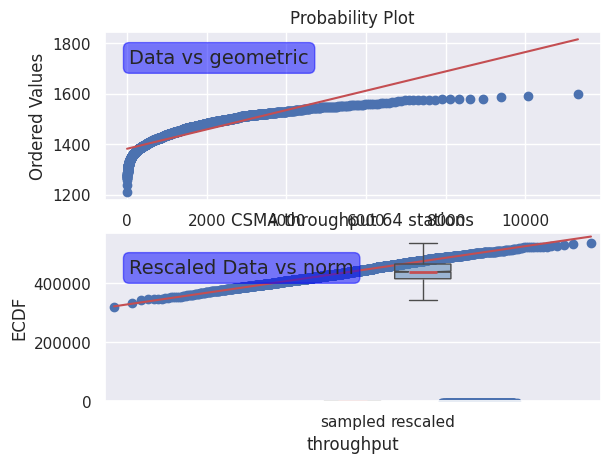 Probability Plot
1800
1600
1400
1200
Ordered Values
Data vs geometric
0 2000 4000 6000 8000 10000
CSMA throughput 64 stations
Rescaled Data vs norm
400000
200000
0
ECDF
sampled rescaled
throughput